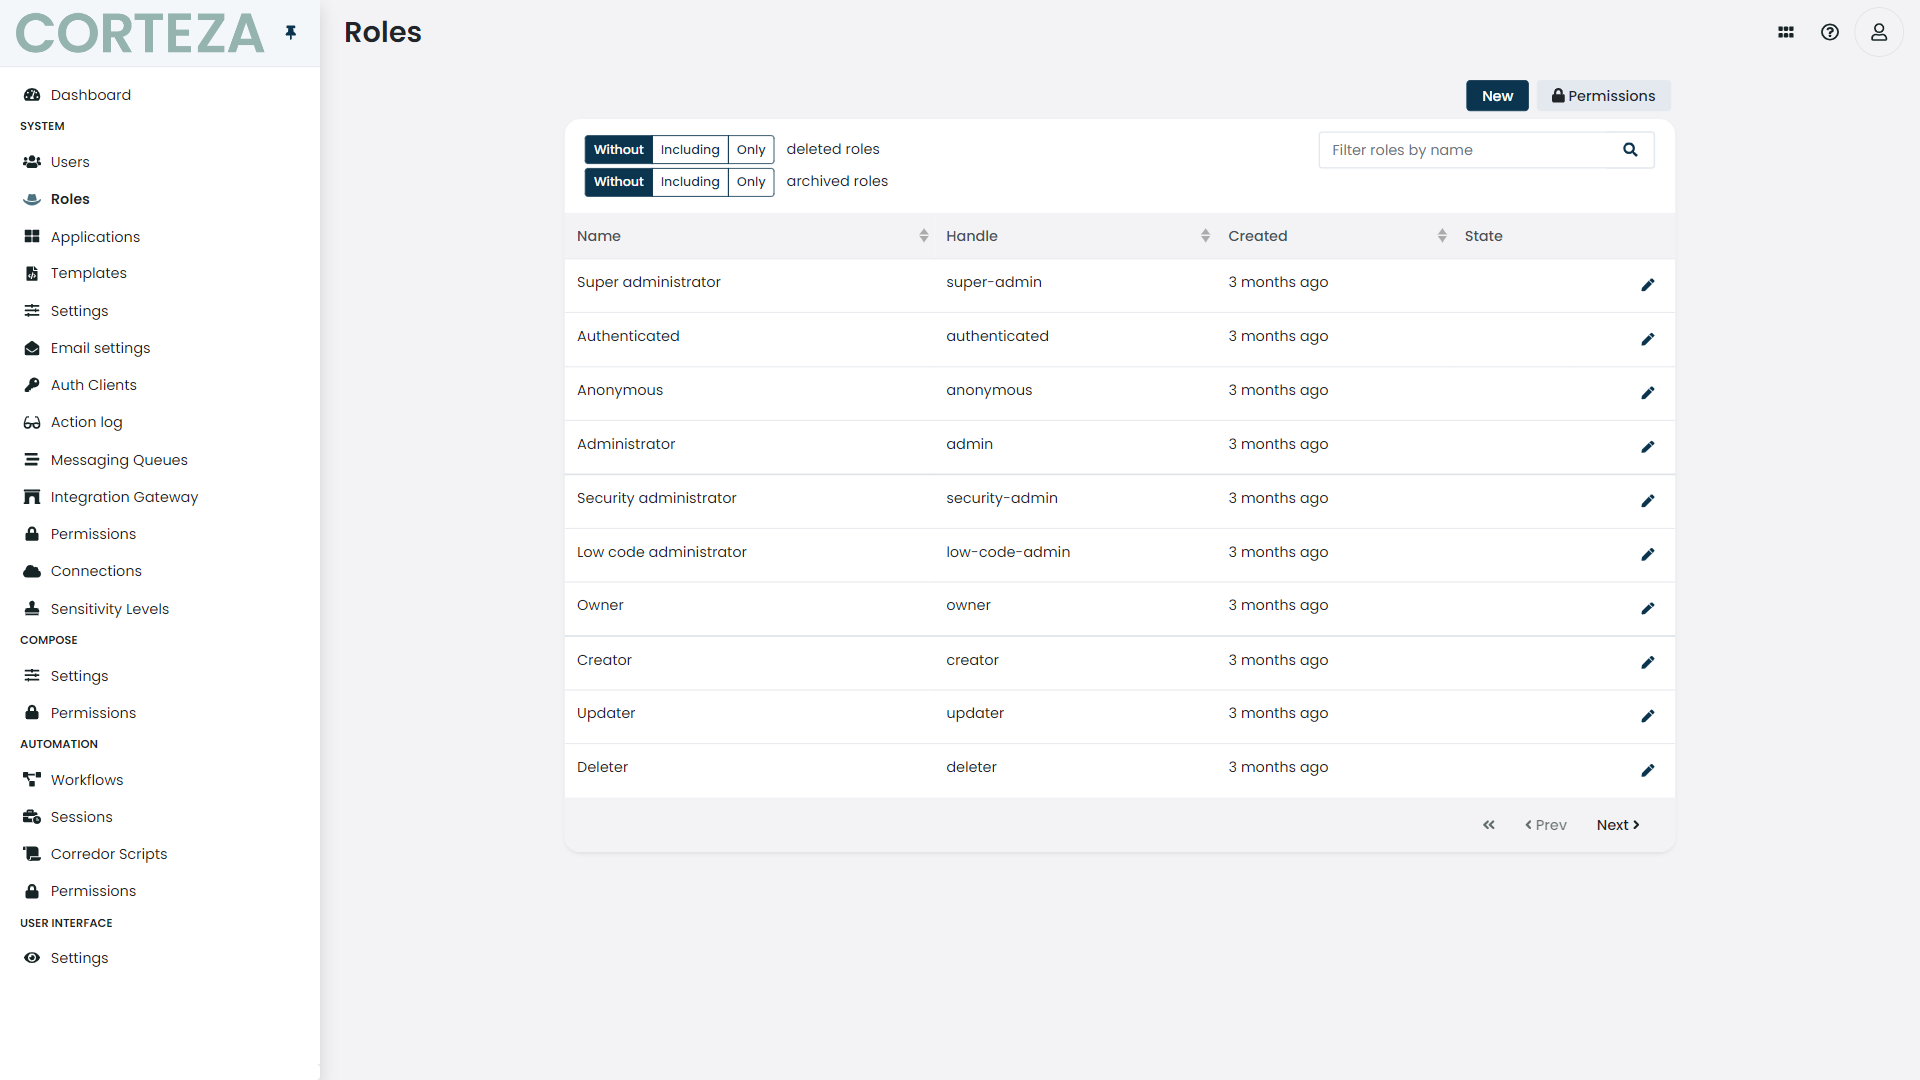 CORTEZA
Roles
Dashboard
SYSTEM
Users
Roles
Applications
Templates
Settings
Email settings
Auth Clients
Action log
Messaging Queues
Integration Gateway
Permissions
Connections
Sensitivity Levels
COMPOSE
Settings
Permissions
AUTOMATION
Workflows
Sessions
Corredor Scripts
Permissions
USER INTERFACE
Settings
New Permissions
Without Including Only deleted roles
Filter roles by name
Without Including Only archived roles
Name Handle Created State
Super administrator super-admin 3 months ago
Authenticated authenticated 3 months ago
Anonymous anonymous 3 months ago
Administrator admin 3 months ago
Security administrator security-admin 3 months ago
Low code administrator low-code-admin 3 months ago
Owner owner 3 months ago
Creator creator 3 months ago
Updater updater 3 months ago
Deleter deleter 3 months ago
Prev Next